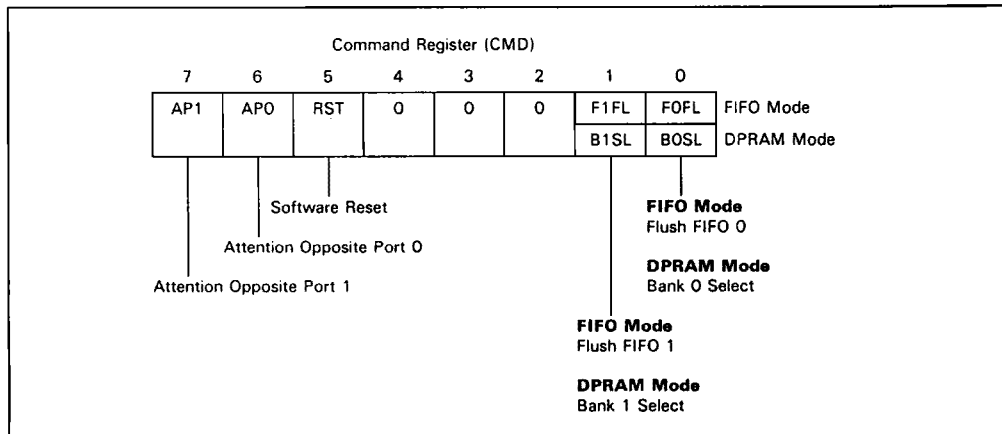 Command Register (CMD)
7 6 5 4 3 2 1 0
AP1 AP0 RST 0 0 0 F1FL F0FL FIFO Mode
B1SL B0SL DPRAM Mode
Software Reset
Attention Opposite Port 0
Attention Opposite Port 1
FIFO Mode
Flush FIFO 0
DPRAM Mode
Bank 0 Select
FIFO Mode
Flush FIFO 1
DPRAM Mode
Bank 1 Select